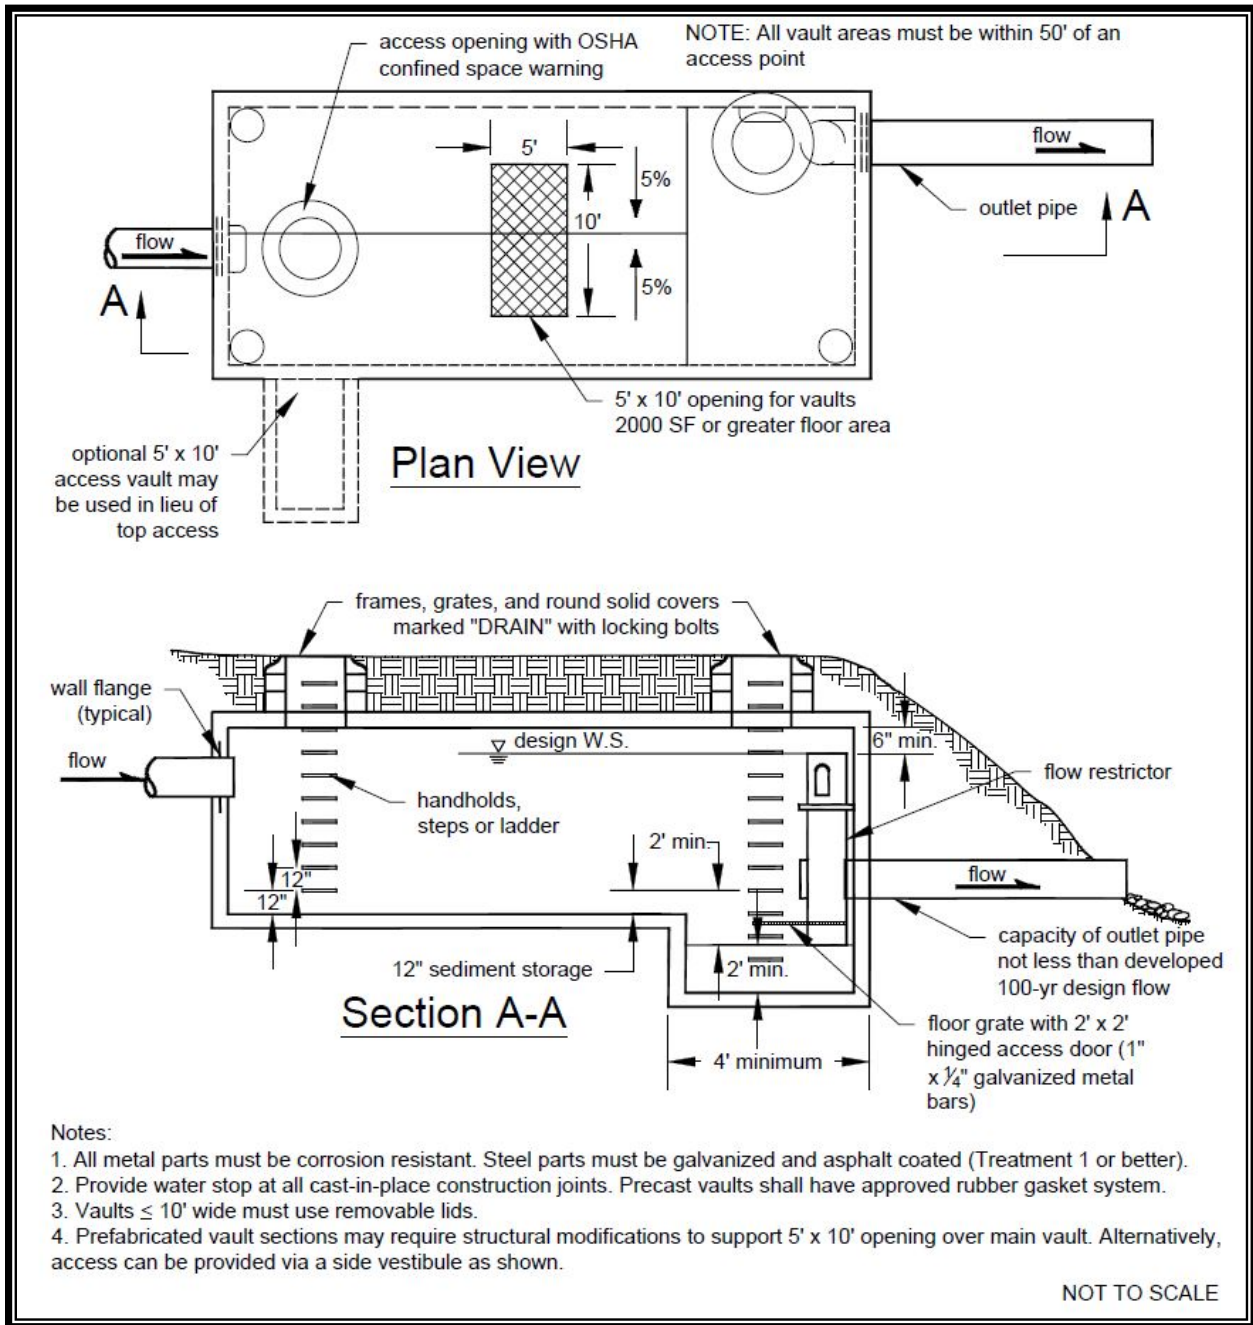 access opening with OSHA
confined space warning
NOTE: All vault areas must be within 50' of an
access point
flow
5'
5%
10'
outlet pipe
A
flow
5%
A
5' x 10' opening for vaults
2000 SF or greater floor area
optional 5' x 10'
access vault may
be used in lieu of
top access
Plan View
frames, grates, and round solid covers
marked "DRAIN" with locking bolts
wall flange
(typical)
design W.S.
6" min.
flow
flow restrictor
handholds,
steps or ladder
2' min.
12"
12"
flow
capacity of outlet pipe
not less than developed
100-yr design flow
12" sediment storage
2' min.
Section A-A
floor grate with 2' x 2'
hinged access door (1"
x ¼" galvanized metal
bars)
4' minimum
Notes:
1. All metal parts must be corrosion resistant. Steel parts must be galvanized and asphalt coated (Treatment 1 or better).
2. Provide water stop at all cast-in-place construction joints. Precast vaults shall have approved rubber gasket system.
3. Vaults ≤ 10' wide must use removable lids.
4. Prefabricated vault sections may require structural modifications to support 5' x 10' opening over main vault. Alternatively,
access can be provided via a side vestibule as shown.
NOT TO SCALE